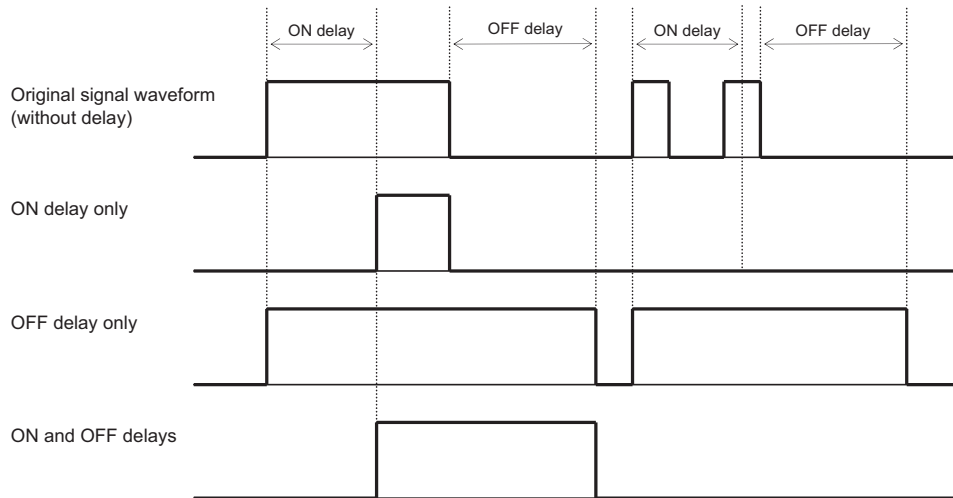 ON delay
OFF delay
ON delay
OFF delay
Original signal waveform
(without delay)
ON delay only
OFF delay only
ON and OFF delays